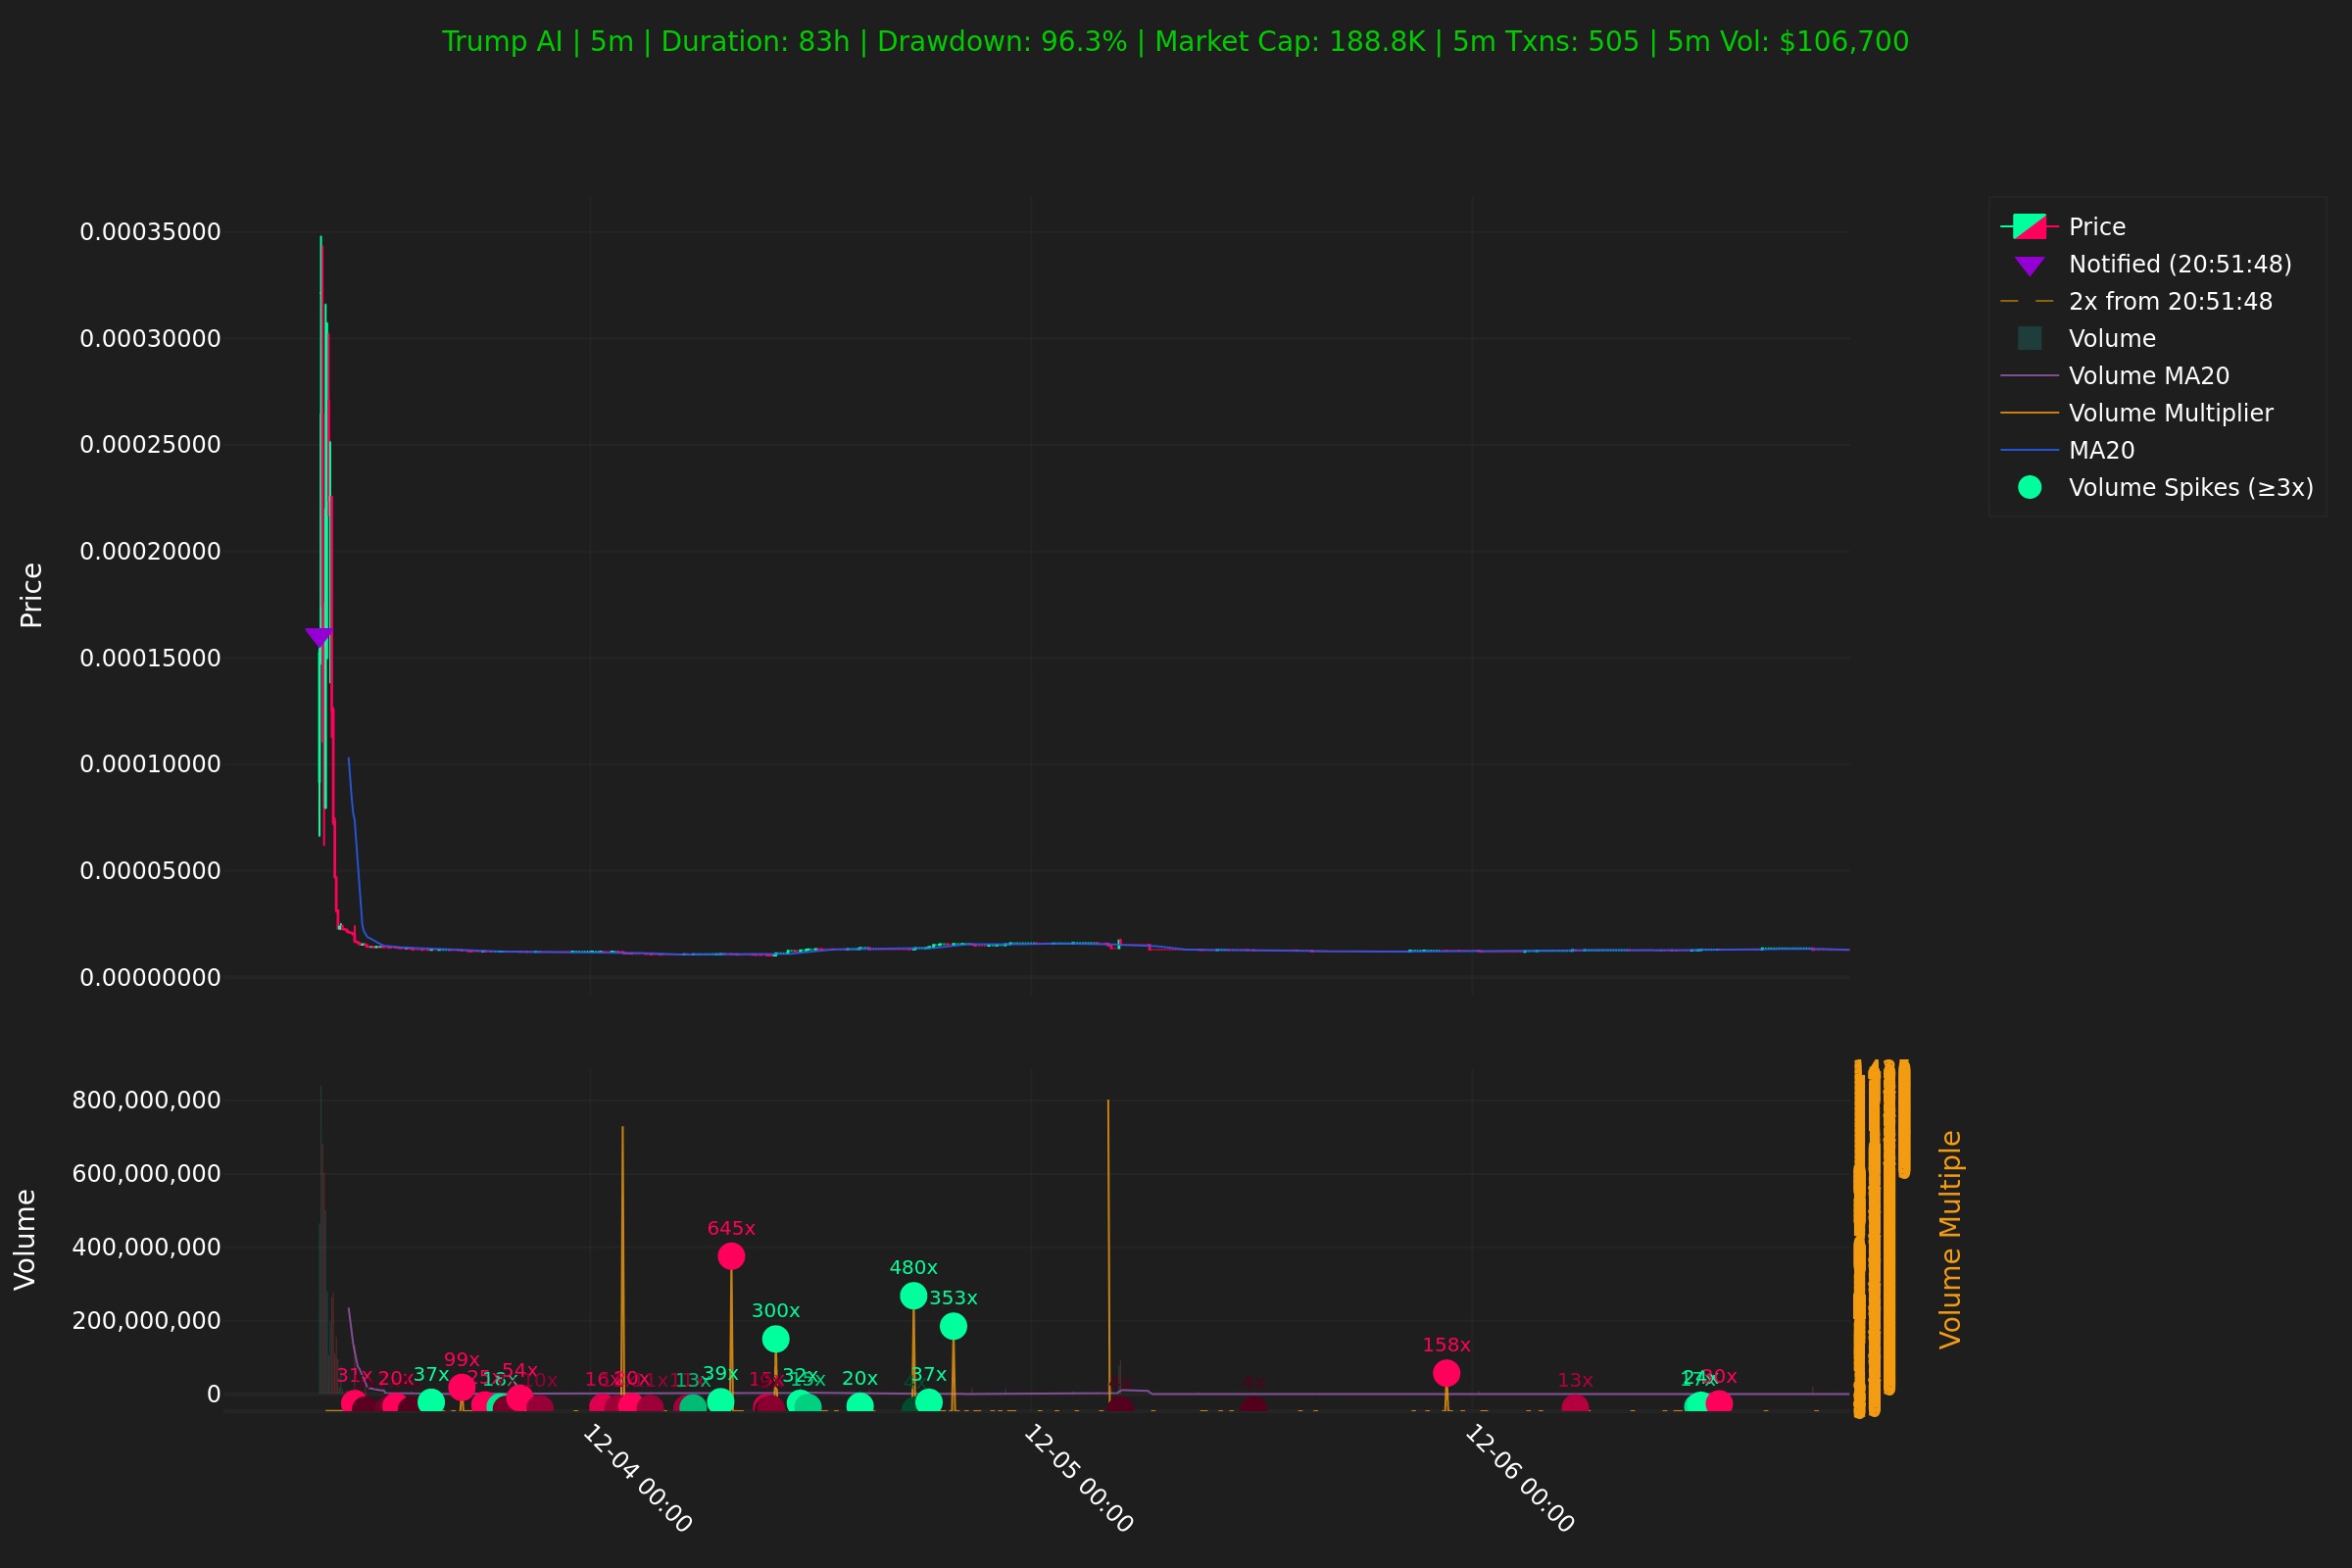 Trump AI | 5m | Duration: 83h | Drawdown: 96.3% | Market Cap: 188.8K | 5m Txns: 505 | 5m Vol: $106,700
Price
0.00035000
0.00030000
0.00025000
0.00020000
0.00015000
0.00010000
0.00005000
0.00000000
Price
Notified (20:51:48)
2x from 20:51:48
Volume
Volume MA20
Volume Multiplier
MA20
Volume Spikes (≥3x)
Volume
800,000,000
600,000,000
400,000,000
200,000,000
0
645x
480x
353x
300x
158x
99x
54x
31x
20x
37x
39x
32x
20x
37x
13x
13x
Volume Multiple
12-04 00:00
12-05 00:00
12-06 00:00